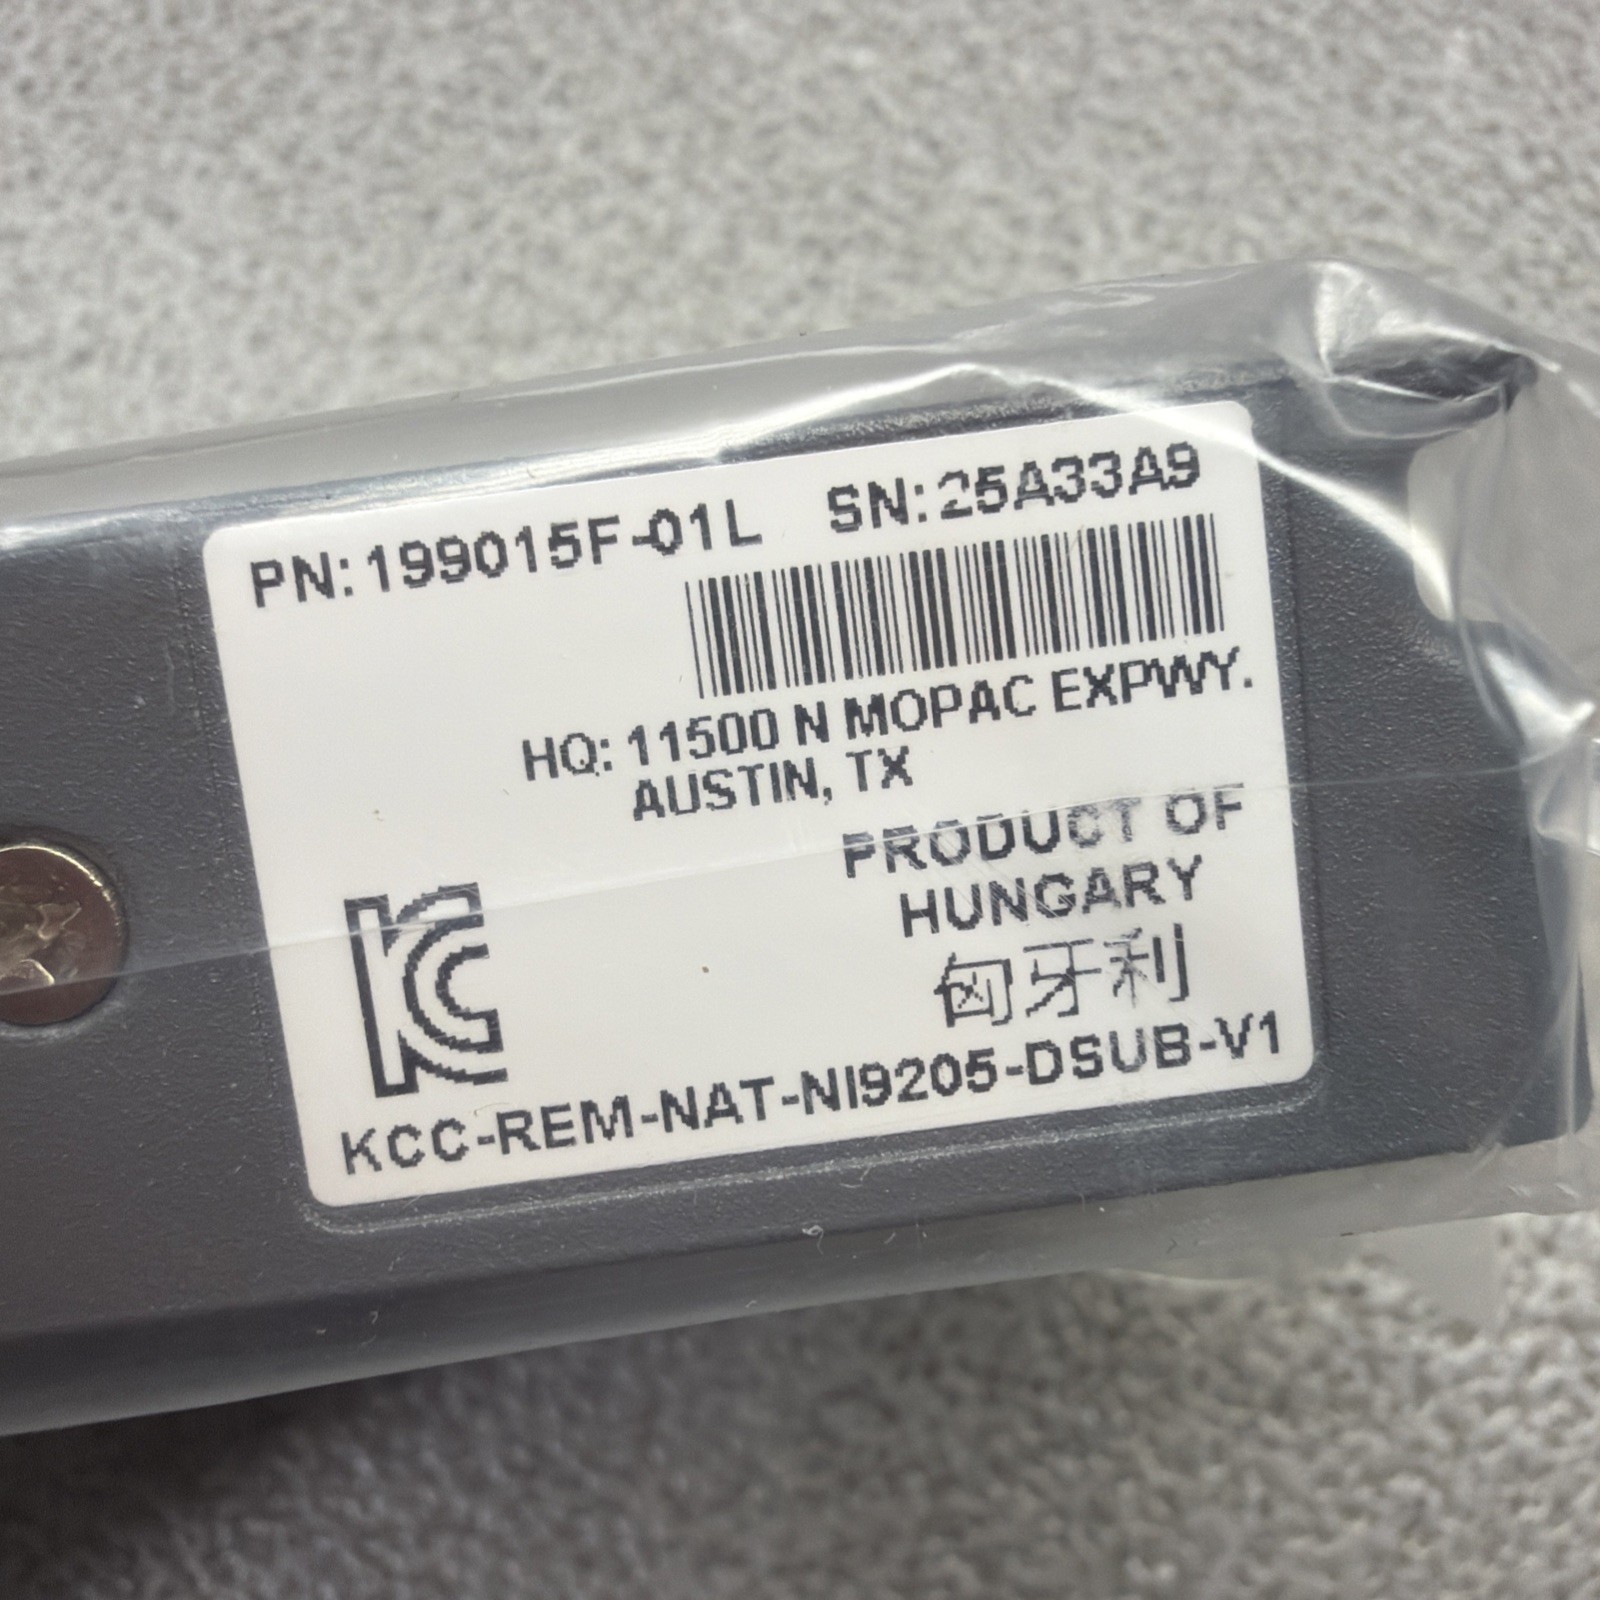 PN:199015F-01L SN:25A33A9
HQ: 11500 N MOPAC EXPWY.
AUSTIN, TX
PRODUCT OF
HUNGARY
匈牙利
KC
KCC-REM-NAT-NI9205-DSUB-V1